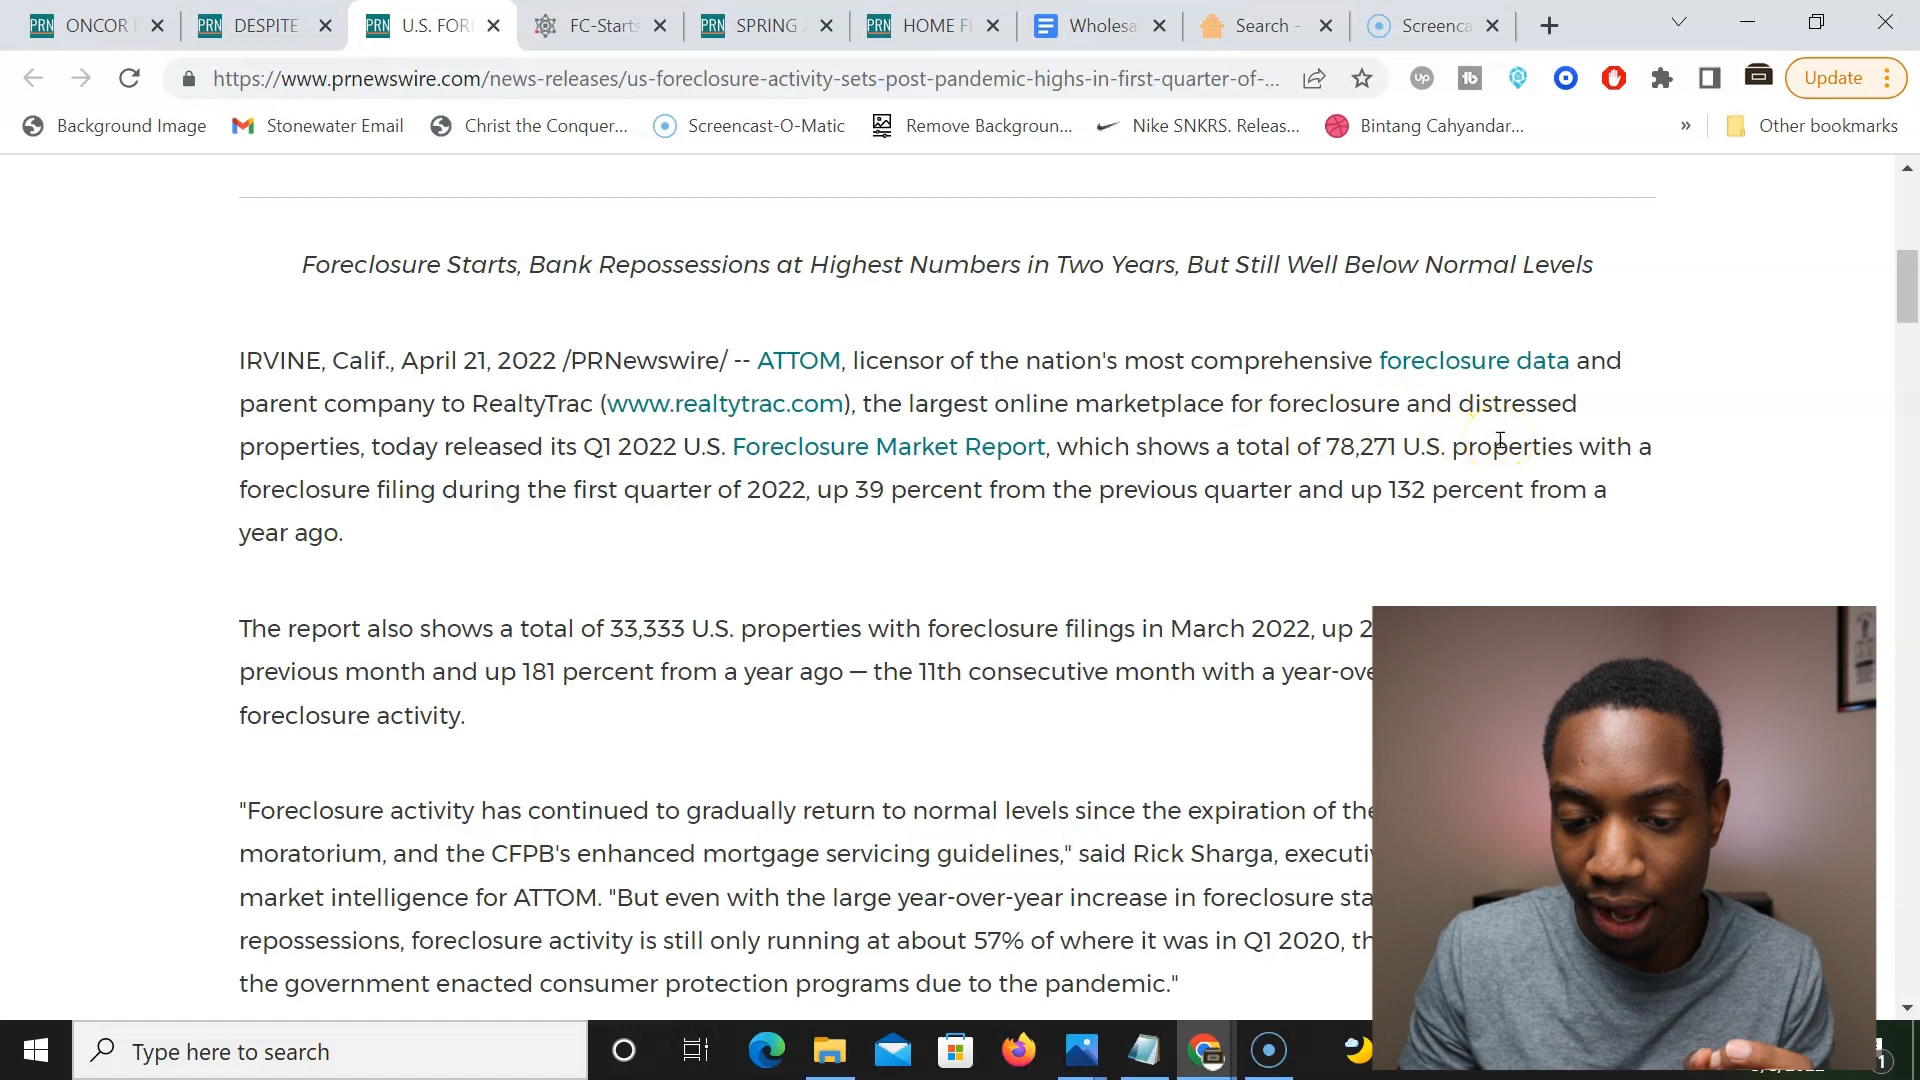 ONCOR
DESPITE
U.S. FOR
FC-Starts
SPRING
HOME F
Wholesa
Search -
Screenca
https://www.prnewswire.com/news-releases/us-foreclosure-activity-sets-post-pandemic-highs-in-first-quarter-of-...
Update
Background Image
Stonewater Email
Christ the Conquer...
Screencast-O-Matic
Remove Backgroun...
Nike SNKRS. Releas...
Bintang Cahyandar...
»
Other bookmarks
Foreclosure Starts, Bank Repossessions at Highest Numbers in Two Years, But Still Well Below Normal Levels
IRVINE, Calif., April 21, 2022 /PRNewswire/ -- ATTOM, licensor of the nation's most comprehensive foreclosure data and
parent company to RealtyTrac (www.realtytrac.com), the largest online marketplace for foreclosure and distressed
properties, today released its Q1 2022 U.S. Foreclosure Market Report, which shows a total of 78,271 U.S. properties with a
foreclosure filing during the first quarter of 2022, up 39 percent from the previous quarter and up 132 percent from a
year ago.
The report also shows a total of 33,333 U.S. properties with foreclosure filings in March 2022, up 2
previous month and up 181 percent from a year ago — the 11th consecutive month with a year-ove
foreclosure activity.
"Foreclosure activity has continued to gradually return to normal levels since the expiration of the
moratorium, and the CFPB's enhanced mortgage servicing guidelines," said Rick Sharga, executiv
market intelligence for ATTOM. "But even with the large year-over-year increase in foreclosure sta
repossessions, foreclosure activity is still only running at about 57% of where it was in Q1 2020, th
the government enacted consumer protection programs due to the pandemic."
Type here to search